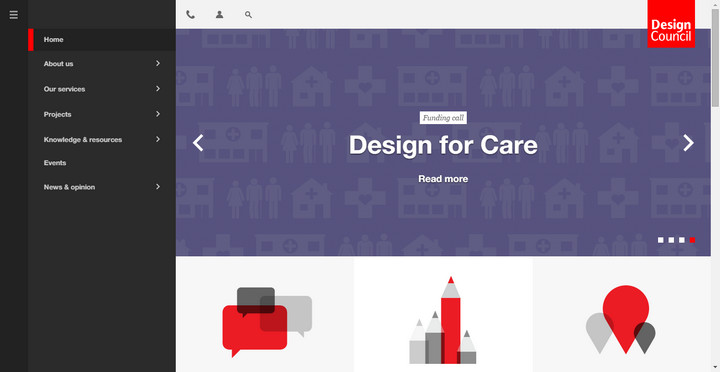 Home
About us
Our services
Projects
Knowledge & resources
Events
News & opinion
Design
Council
Funding call
Design for Care
Read more